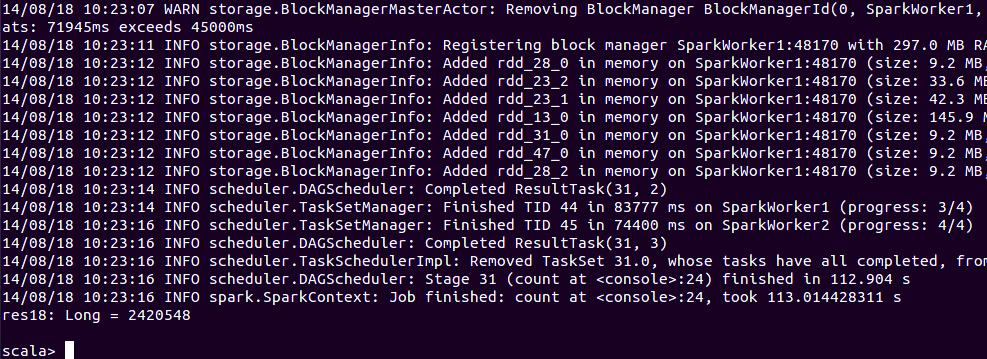 14/08/18 10:23:07 WARN storage.BlockManagerMasterActor: Removing BlockManager BlockManagerId(0, SparkWorker1,
ats: 71945ms exceeds 45000ms
14/08/18 10:23:11 INFO storage.BlockManagerInfo: Registering block manager SparkWorker1:48170 with 297.0 MB RA
14/08/18 10:23:12 INFO storage.BlockManagerInfo: Added rdd_28_0 in memory on SparkWorker1:48170 (size: 9.2 MB,
14/08/18 10:23:12 INFO storage.BlockManagerInfo: Added rdd_23_2 in memory on SparkWorker1:48170 (size: 33.6 MB
14/08/18 10:23:12 INFO storage.BlockManagerInfo: Added rdd_23_1 in memory on SparkWorker1:48170 (size: 42.3 MB
14/08/18 10:23:12 INFO storage.BlockManagerInfo: Added rdd_13_0 in memory on SparkWorker1:48170 (size: 145.9 M
14/08/18 10:23:12 INFO storage.BlockManagerInfo: Added rdd_31_0 in memory on SparkWorker1:48170 (size: 9.2 MB,
14/08/18 10:23:12 INFO storage.BlockManagerInfo: Added rdd_47_0 in memory on SparkWorker1:48170 (size: 9.2 MB,
14/08/18 10:23:12 INFO storage.BlockManagerInfo: Added rdd_28_2 in memory on SparkWorker1:48170 (size: 9.2 MB,
14/08/18 10:23:14 INFO scheduler.DAGScheduler: Completed ResultTask(31, 2)
14/08/18 10:23:14 INFO scheduler.TaskSetManager: Finished TID 44 in 83777 ms on SparkWorker1 (progress: 3/4)
14/08/18 10:23:16 INFO scheduler.TaskSetManager: Finished TID 45 in 74400 ms on SparkWorker2 (progress: 4/4)
14/08/18 10:23:16 INFO scheduler.DAGScheduler: Completed ResultTask(31, 3)
14/08/18 10:23:16 INFO scheduler.TaskSchedulerImpl: Removed TaskSet 31.0, whose tasks have all completed, from
14/08/18 10:23:16 INFO scheduler.DAGScheduler: Stage 31 (count at <console>:24) finished in 112.904 s
14/08/18 10:23:16 INFO spark.SparkContext: Job finished: count at <console>:24, took 113.014428311 s
res18: Long = 2420548
scala>